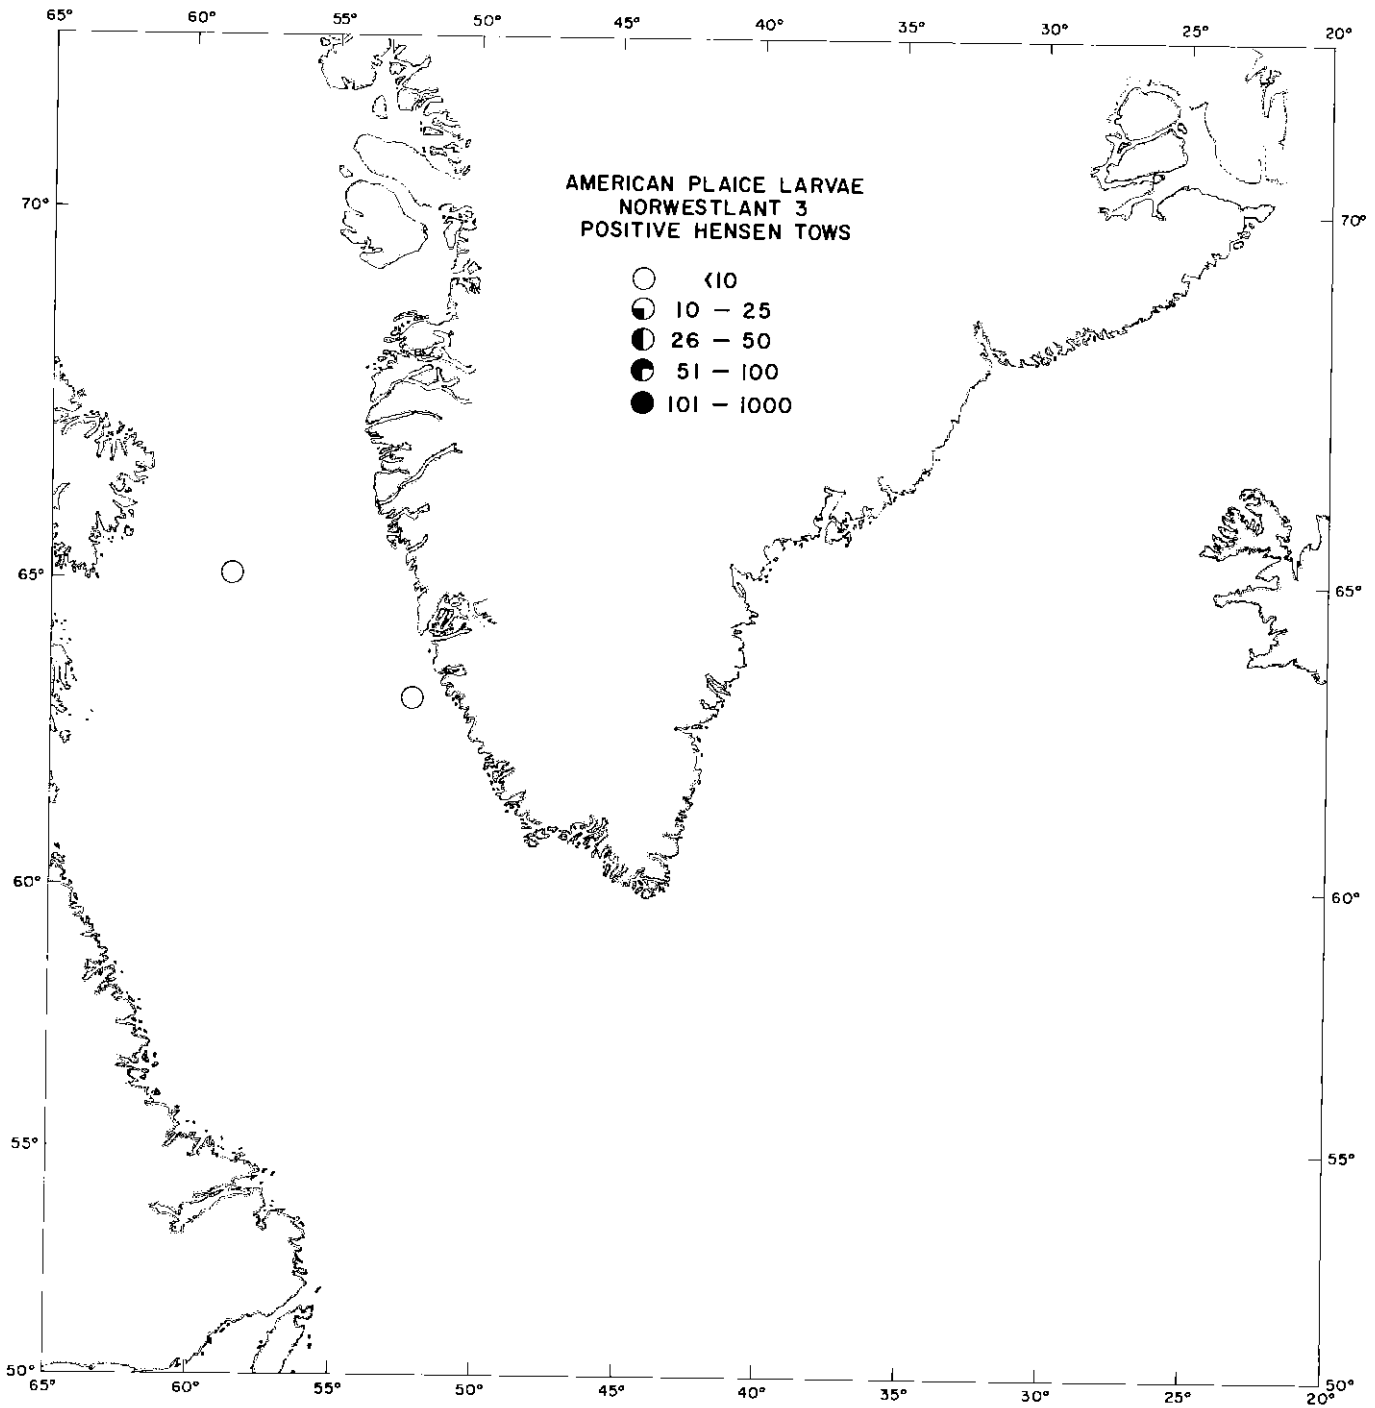 65° 60° 55° 50° 45° 40° 35° 30° 25° 20°
AMERICAN PLAICE LARVAE
NORWESTLANT 3
POSITIVE HENSEN TOWS
<10
10 – 25
26 – 50
51 – 100
101 – 1000
70° 70°
65° 65°
60° 60°
55° 55°
50° 50°
65° 60° 55° 50° 45° 40° 35° 30° 25° 20°